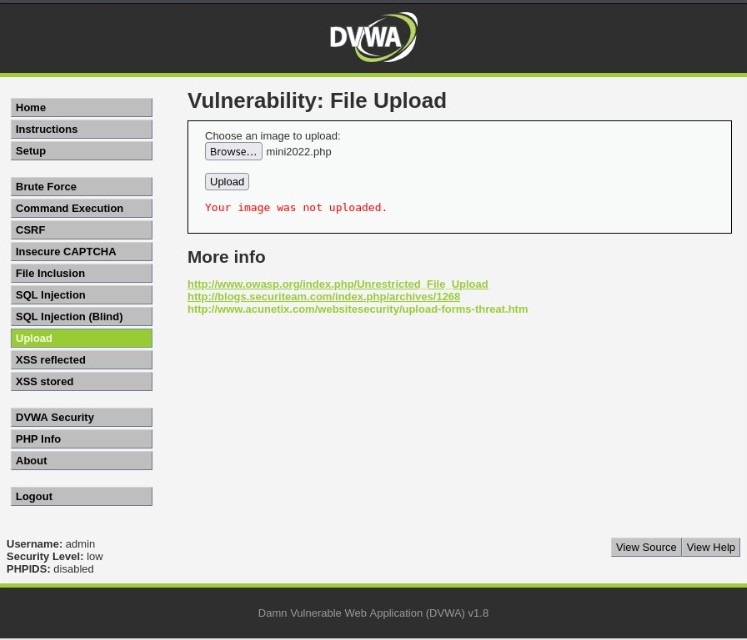 DVWA
Home
Instructions
Setup
Brute Force
Command Execution
CSRF
Insecure CAPTCHA
File Inclusion
SQL Injection
SQL Injection (Blind)
Upload
XSS reflected
XSS stored
DVWA Security
PHP Info
About
Logout
Vulnerability: File Upload
Choose an image to upload:
Browse... mini2022.php
Upload
Your image was not uploaded.
More info
http://www.owasp.org/index.php/Unrestricted_File_Upload
http://blogs.securiteam.com/index.php/archives/1268
http://www.acunetix.com/websitesecurity/upload-forms-threat.htm
Username: admin
Security Level: low
PHPIDS: disabled
View Source View Help
Damn Vulnerable Web Application (DVWA) v1.8